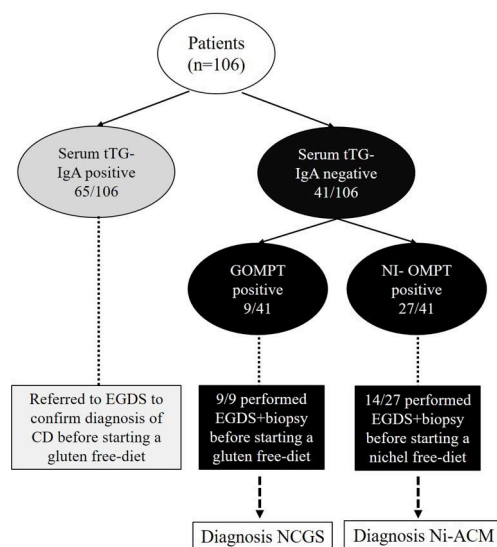 Patients
(n=106)
Serum tTG-
IgA positive
65/106
Serum tTG-
IgA negative
41/106
GOMPT
positive
9/41
NI- OMPT
positive
27/41
Referred to EGDS to
confirm diagnosis of
CD before starting a
gluten free-diet
9/9 performed
EGDS+biopsy
before starting a
gluten free-diet
14/27 performed
EGDS+biopsy
before starting a
nichel free-diet
Diagnosis NCGS
Diagnosis Ni-ACM